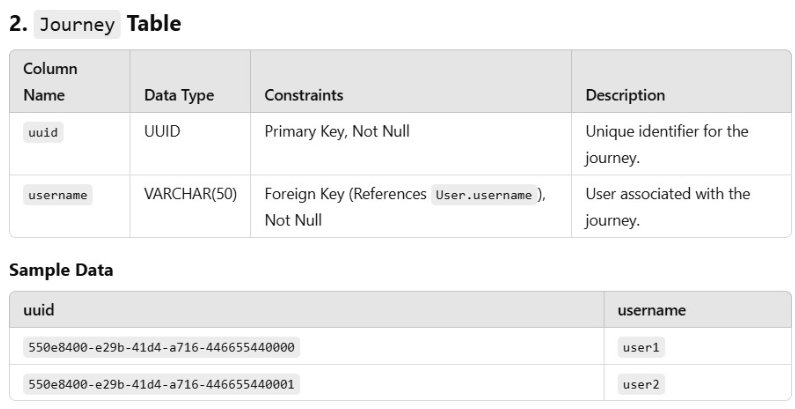 2. Journey Table
Column
Name Data Type Constraints Description
uuid UUID Primary Key, Not Null Unique identifier for the
journey.
username VARCHAR(50) Foreign Key (References User.username ), User associated with the
Not Null journey.
Sample Data
uuid username
550e8400-e29b-41d4-a716-446655440000 user1
550e8400-e29b-41d4-a716-446655440001 user2